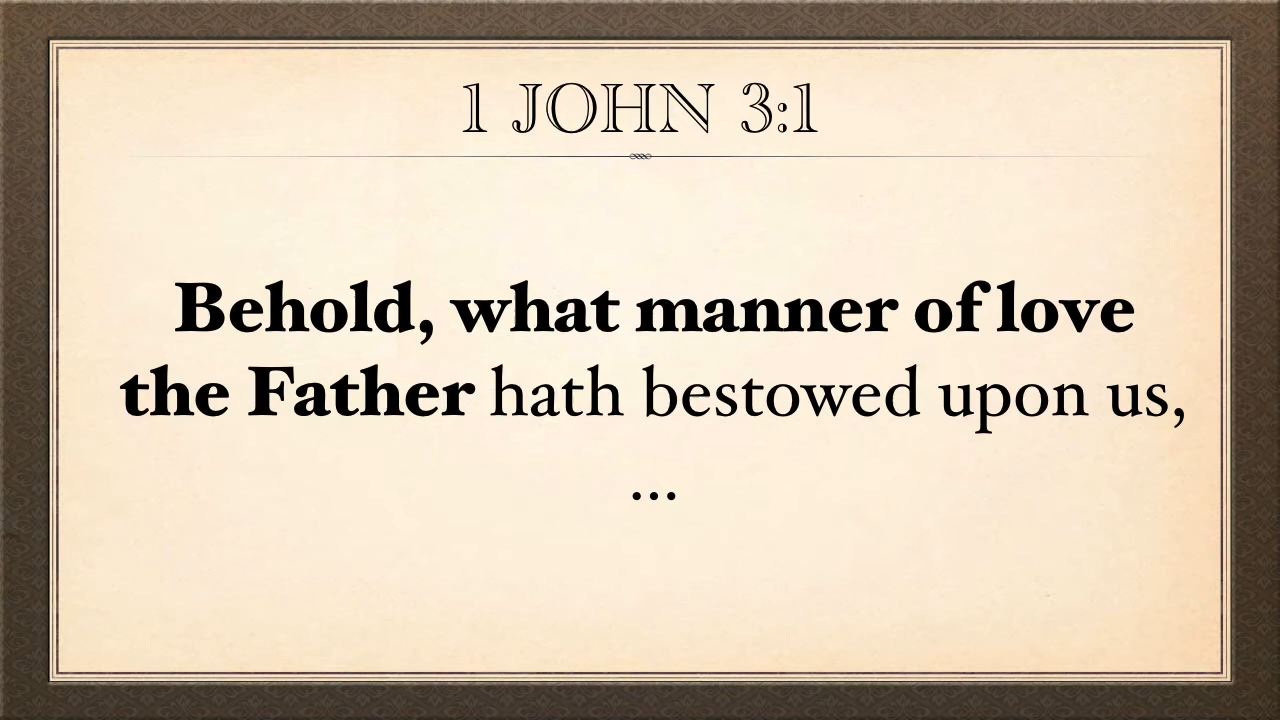 1 JOHN 3:1
Behold, what manner of love
the Father hath bestowed upon us,
...